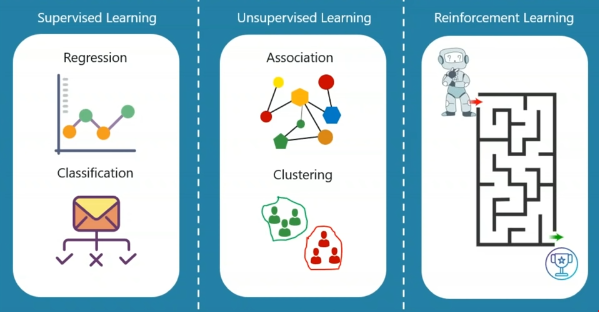 Supervised Learning
Regression
Classification
Unsupervised Learning
Association
Clustering
Reinforcement Learning